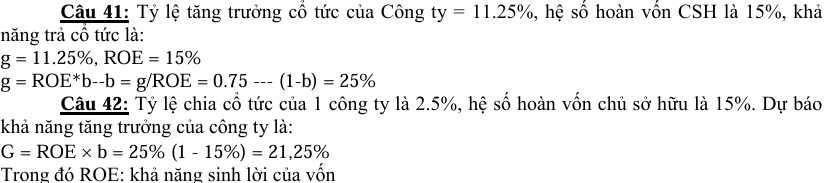 Câu 41: Tỷ lệ tăng trưởng cổ tức của Công ty = 11.25%, hệ số hoàn vốn CSH là 15%, khả
năng trả cổ tức là:
g = 11.25%, ROE = 15%
g = ROE*b--b = g/ROE = 0.75 --- (1-b) = 25%
Câu 42: Tỷ lệ chia cổ tức của 1 công ty là 2.5%, hệ số hoàn vốn chủ sở hữu là 15%. Dự báo
khả năng tăng trưởng của công ty là:
G = ROE × b = 25% (1 - 15%) = 21,25%
Trong đó ROE: khả năng sinh lời của vốn